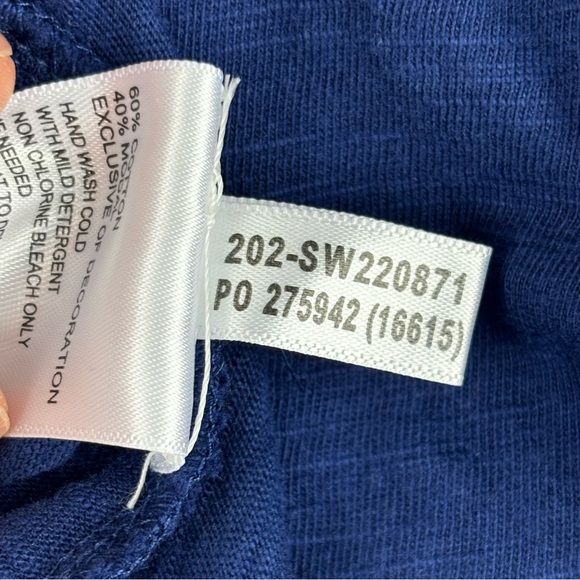 60% COTTON
40% MODON
EXCLUSIVE OF DECORATION
HAND WASH COLD
WITH MILD DETERGENT
NEEDED
NON CHLORINE BLEACH ONLY
202-SW220871
PO 275942 (16615)